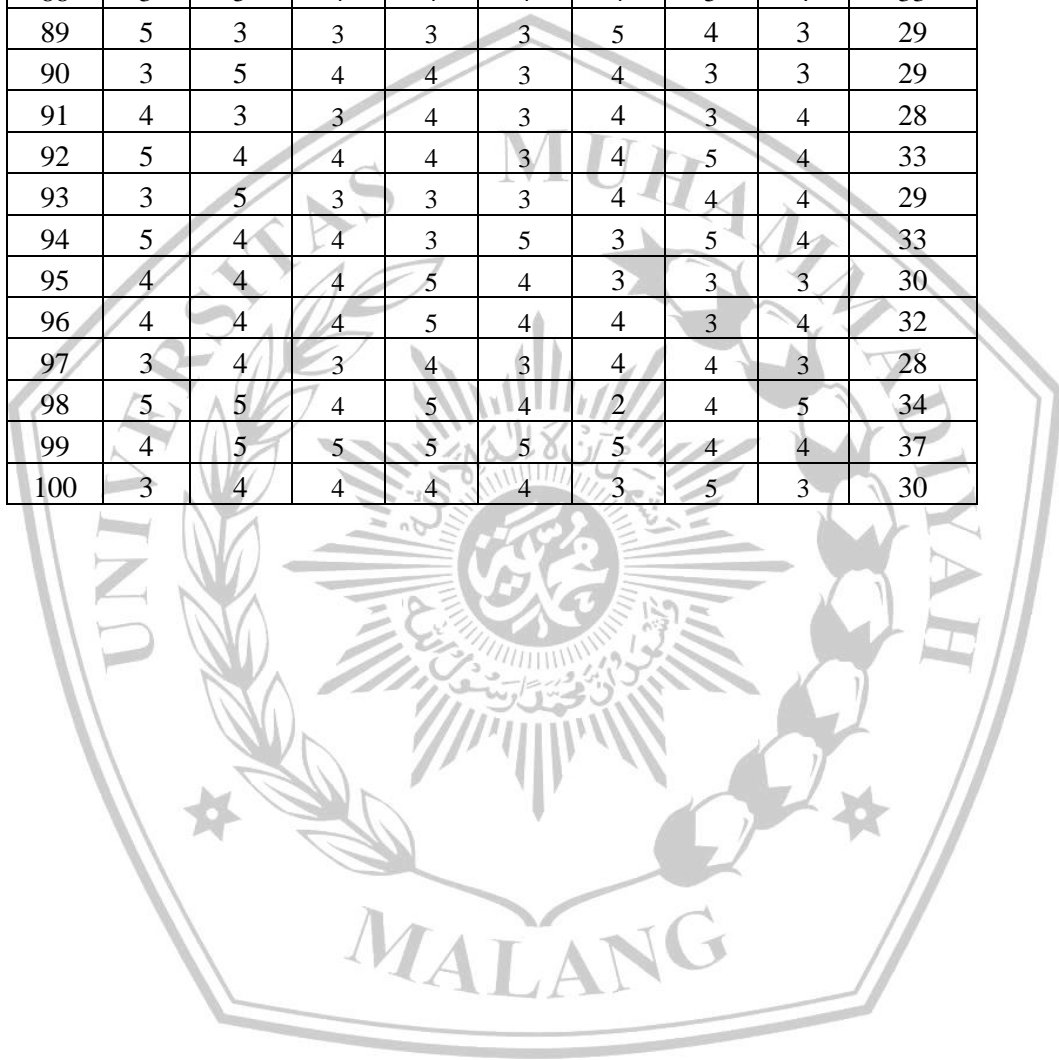 89 5 3 3 3 3 5 4 3 29
90 3 5 4 4 3 4 3 3 29
91 4 3 3 4 3 4 3 4 28
92 5 4 4 4 3 4 5 4 33
93 3 5 3 3 3 4 4 4 29
94 5 4 4 3 5 3 5 4 33
95 4 4 4 5 4 3 3 3 30
96 4 4 4 5 4 4 3 4 32
97 3 4 3 4 3 4 4 3 28
98 5 5 4 5 4 2 4 5 34
99 4 5 5 5 5 5 4 4 37
100 3 4 4 4 4 3 5 3 30
UNIVERSITAS MUHAMMADIYAH
MALANG